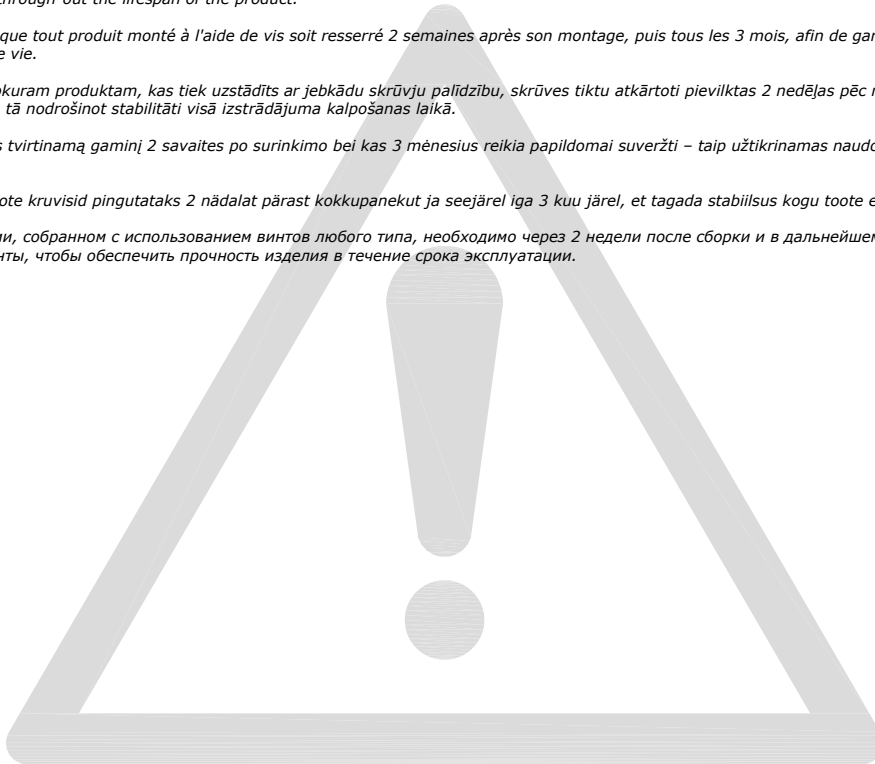 through-out the lifespan of the product.
que tout produit monté à l'aide de vis soit resserré 2 semaines après son montage, puis tous les 3 mois, afin de
e vie.
okuram produktam, kas tiek uzstādīts ar jebkādu skrūvju palīdzību, skrūves tiktu atkārtoti pievilktas 2 nedēļas pēc
tā nodrošinot stabilitāti visā izstrādājuma kalpošanas laikā.
s tvirtinamą gaminį 2 savaites po surinkimo bei kas 3 mėnesius reikia papildomai suveržti – taip užtikrinamas
ote kruvisid pingutataks 2 nädalat pärast kokkupanekut ja seejärel iga 3 kuu järel, et tagada stabiilsus kogu toote
ии, собранном с использованием винтов любого типа, необходимо через 2 недели после сборки и в дальнейшем
нты, чтобы обеспечить прочность изделия в течение срока эксплуатации.